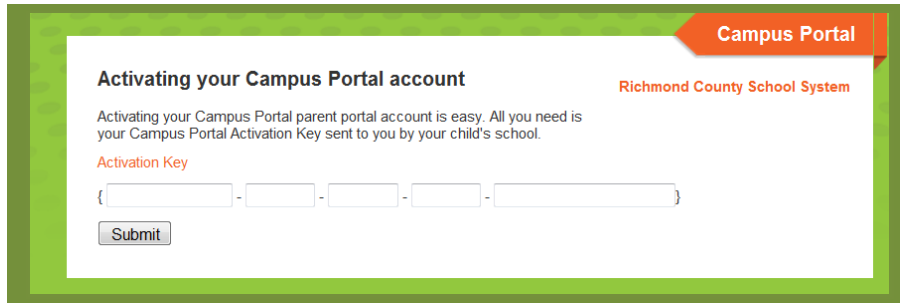 Campus Portal
Activating your Campus Portal account
Richmond County School System
Activating your Campus Portal parent portal account is easy. All you need is
your Campus Portal Activation Key sent to you by your child's school.
Activation Key
{ - - - - }
Submit